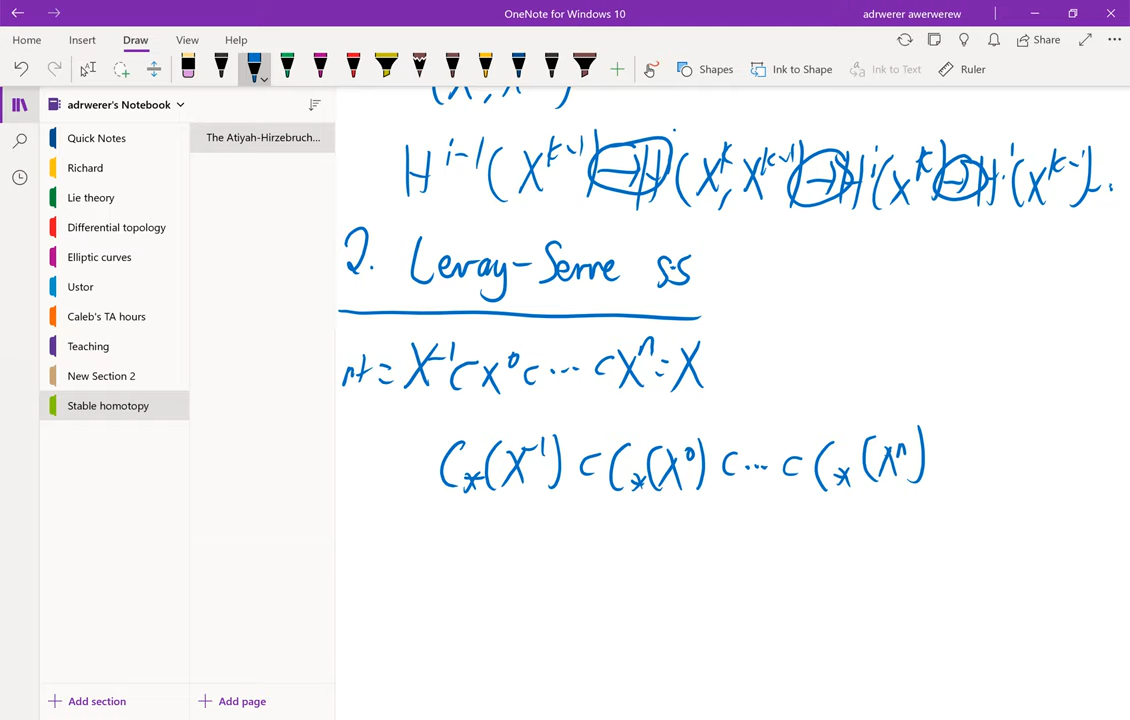 OneNote for Windows 10
adrwerer awerwerew
Home Insert Draw View Help
Share
Shapes Ink to Shape Ink to Text Ruler
adrwerer's Notebook
Quick Notes
Richard
Lie theory
Differential topology
Elliptic curves
Ustor
Caleb's TA hours
Teaching
New Section 2
Stable homotopy
Add section
The Atiyah-Hirzebruch...
Add page
H^{i-1}(X^{k-1}) → H^i(X^k, X^{k-1}) → H^i(X^k) → H^i(X^{k-1}) .
2. Leray-Serre s.s
= X^{-1} ⊂ X^0 ⊂ ... ⊂ X^n = X
C_*(X^{-1}) ⊂ C_*(X^0) ⊂ ... ⊂ C_*(X^n)